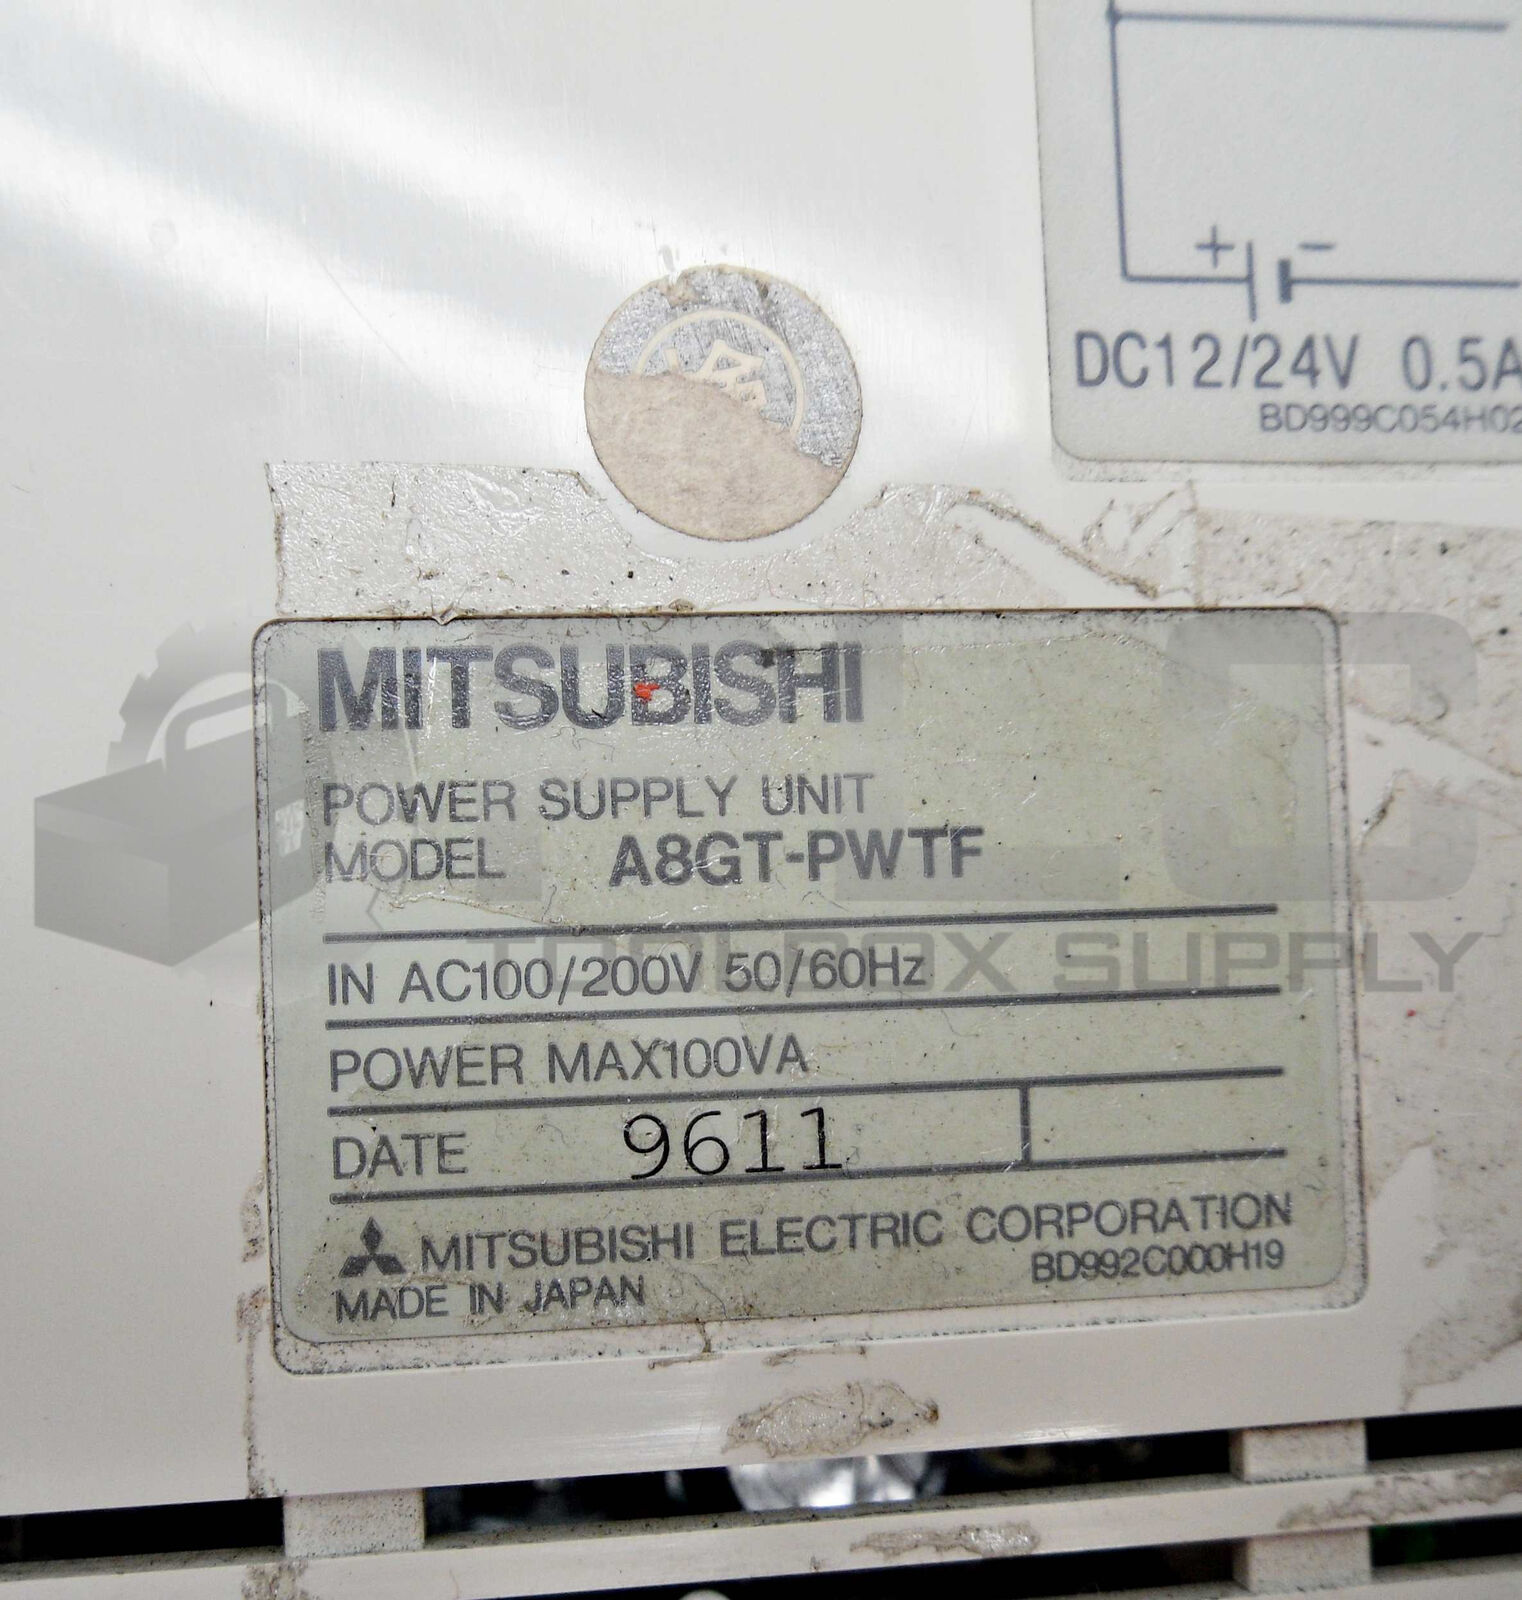 + -
DC12/24V 0.5A
BD999C054H02
MITSUBISHI
POWER SUPPLY UNIT
MODEL A8GT-PWTF
TOOLBOX SUPPLY
IN AC100/200V 50/60Hz
POWER MAX100VA
DATE 9611
MITSUBISHI ELECTRIC CORPORATION
BD992C000H19
MADE IN JAPAN